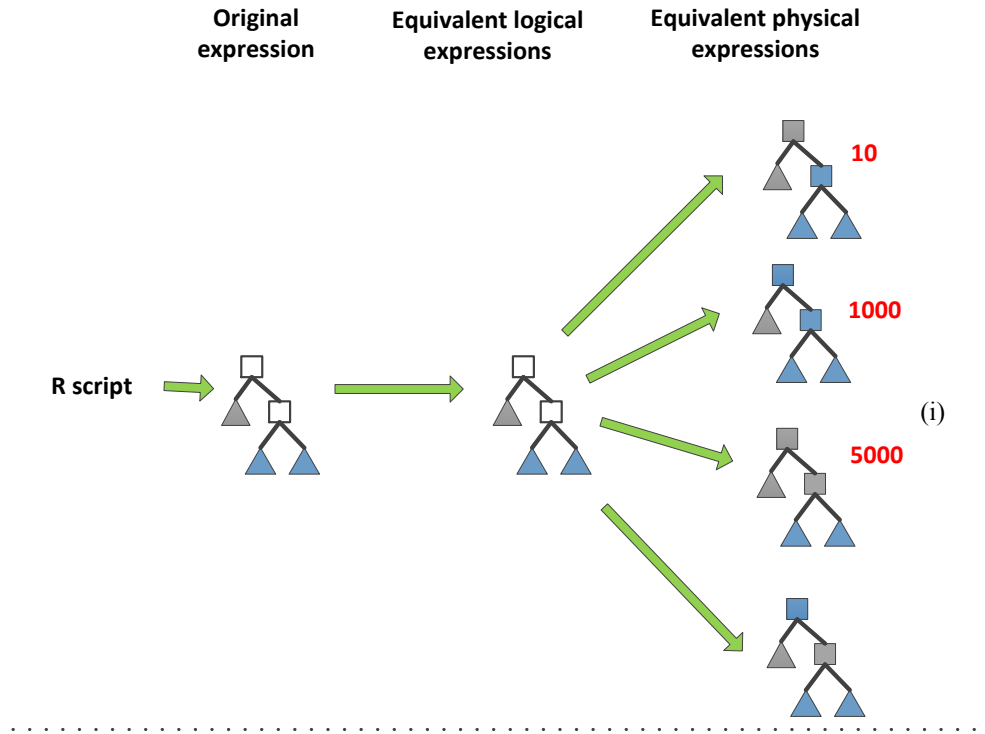 Original
expression
Equivalent logical
expressions
Equivalent physical
expressions
10
1000
R script
(i)
5000